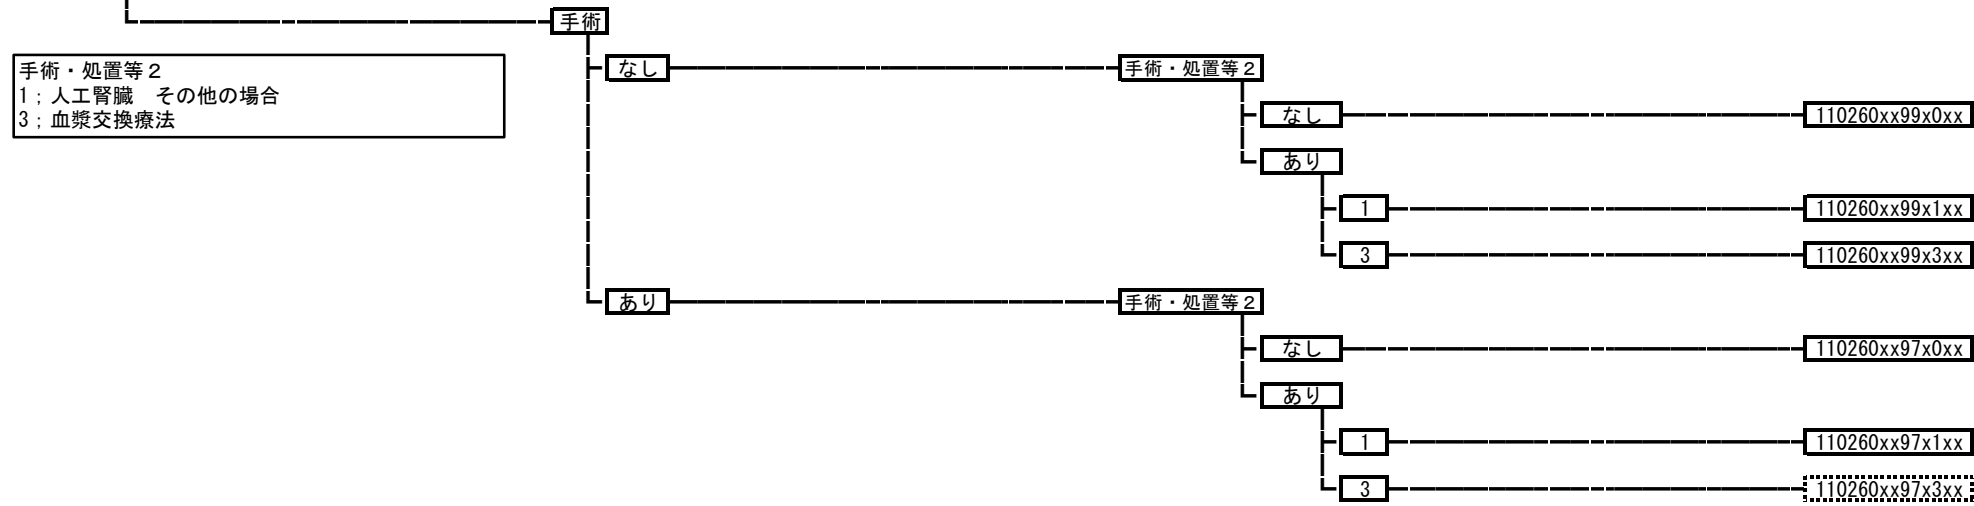 手術
手術・処置等２
1；人工腎臓　その他の場合
3；血漿交換療法
なし
手術・処置等２
なし
110260xx99x0xx
あり
1
110260xx99x1xx
3
110260xx99x3xx
あり
手術・処置等２
なし
110260xx97x0xx
あり
1
110260xx97x1xx
3
110260xx97x3xx